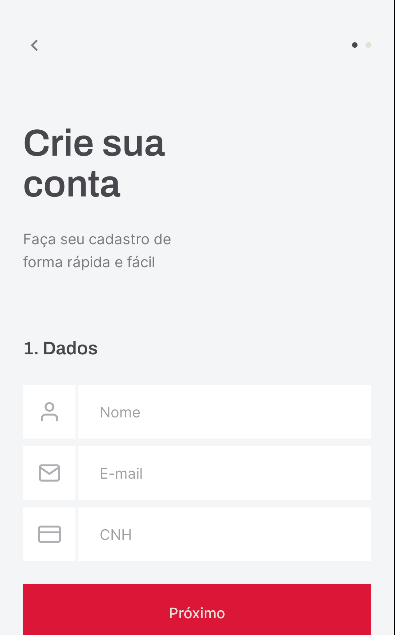 Crie sua
conta
Faça seu cadastro de
forma rápida e fácil
1. Dados
Nome
E-mail
CNH
Próximo